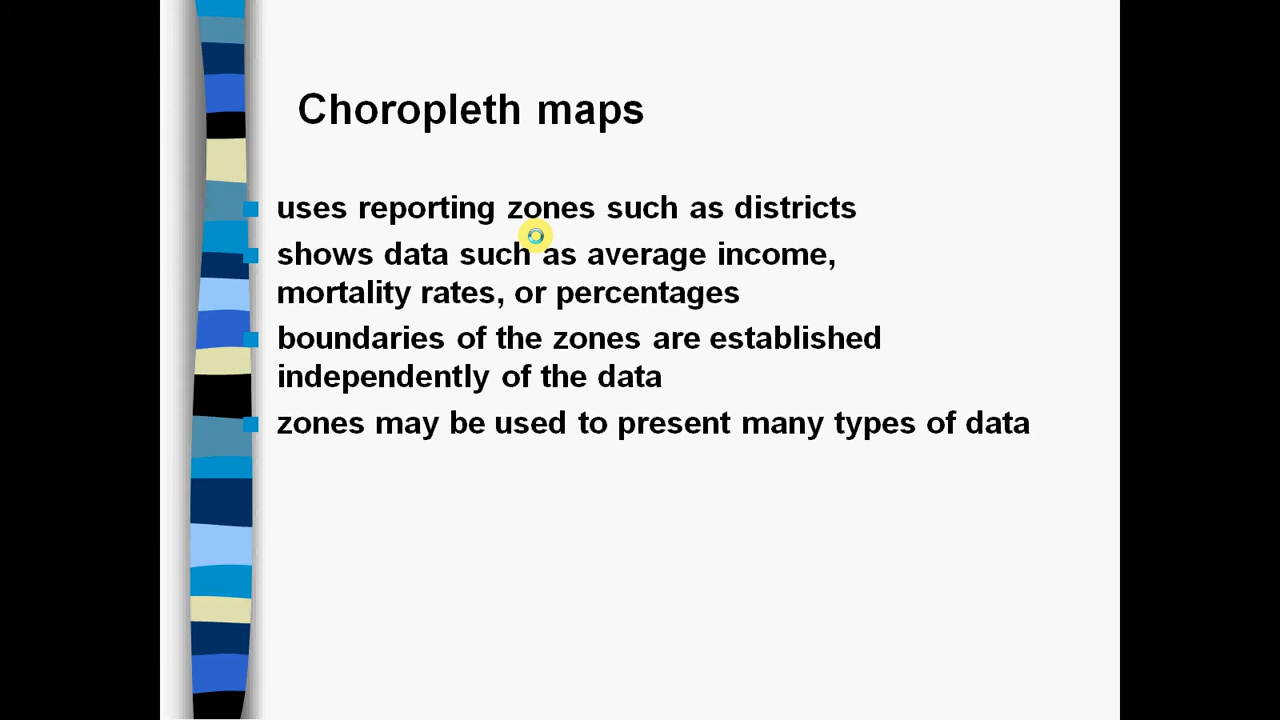 Choropleth maps
uses reporting zones such as districts
shows data such as average income,
mortality rates, or percentages
boundaries of the zones are established
independently of the data
zones may be used to present many types of data